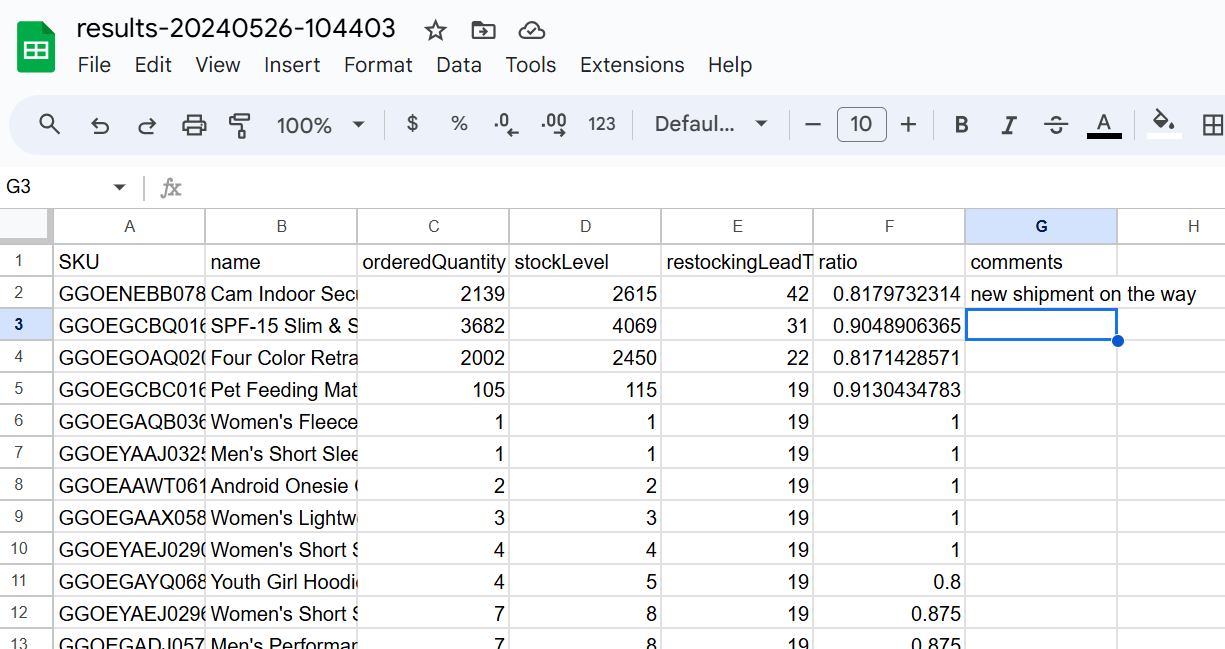 results-20240526-104403
File Edit View Insert Format Data Tools Extensions Help
100% $ % .0 .00 123 Defaul... − 10 + B I S A
G3 fx
A B C D E F G H
1 SKU name orderedQuantity stockLevel restockingLeadT ratio comments
2 GGOENEBB078 Cam Indoor Secu 2139 2615 42 0.8179732314 new shipment on the way
3 GGOEGCBQ016 SPF-15 Slim & S 3682 4069 31 0.9048906365
4 GGOEGOAQ020 Four Color Retra 2002 2450 22 0.8171428571
5 GGOEGCBC016 Pet Feeding Mat 105 115 19 0.9130434783
6 GGOEGAQB036 Women's Fleece 1 1 19 1
7 GGOEYAAJ0325 Men's Short Slee 1 1 19 1
8 GGOEAAWT061 Android Onesie 2 2 19 1
9 GGOEGAAX058 Women's Lightw 3 3 19 1
10 GGOEYAEJ0290 Women's Short S 4 4 19 1
11 GGOEGAYQ068 Youth Girl Hoodi 4 5 19 0.8
12 GGOEYAEJ0296 Women's Short S 7 8 19 0.875
13 GGOEGADJ057 Men's Performan 7 8 19 0.875